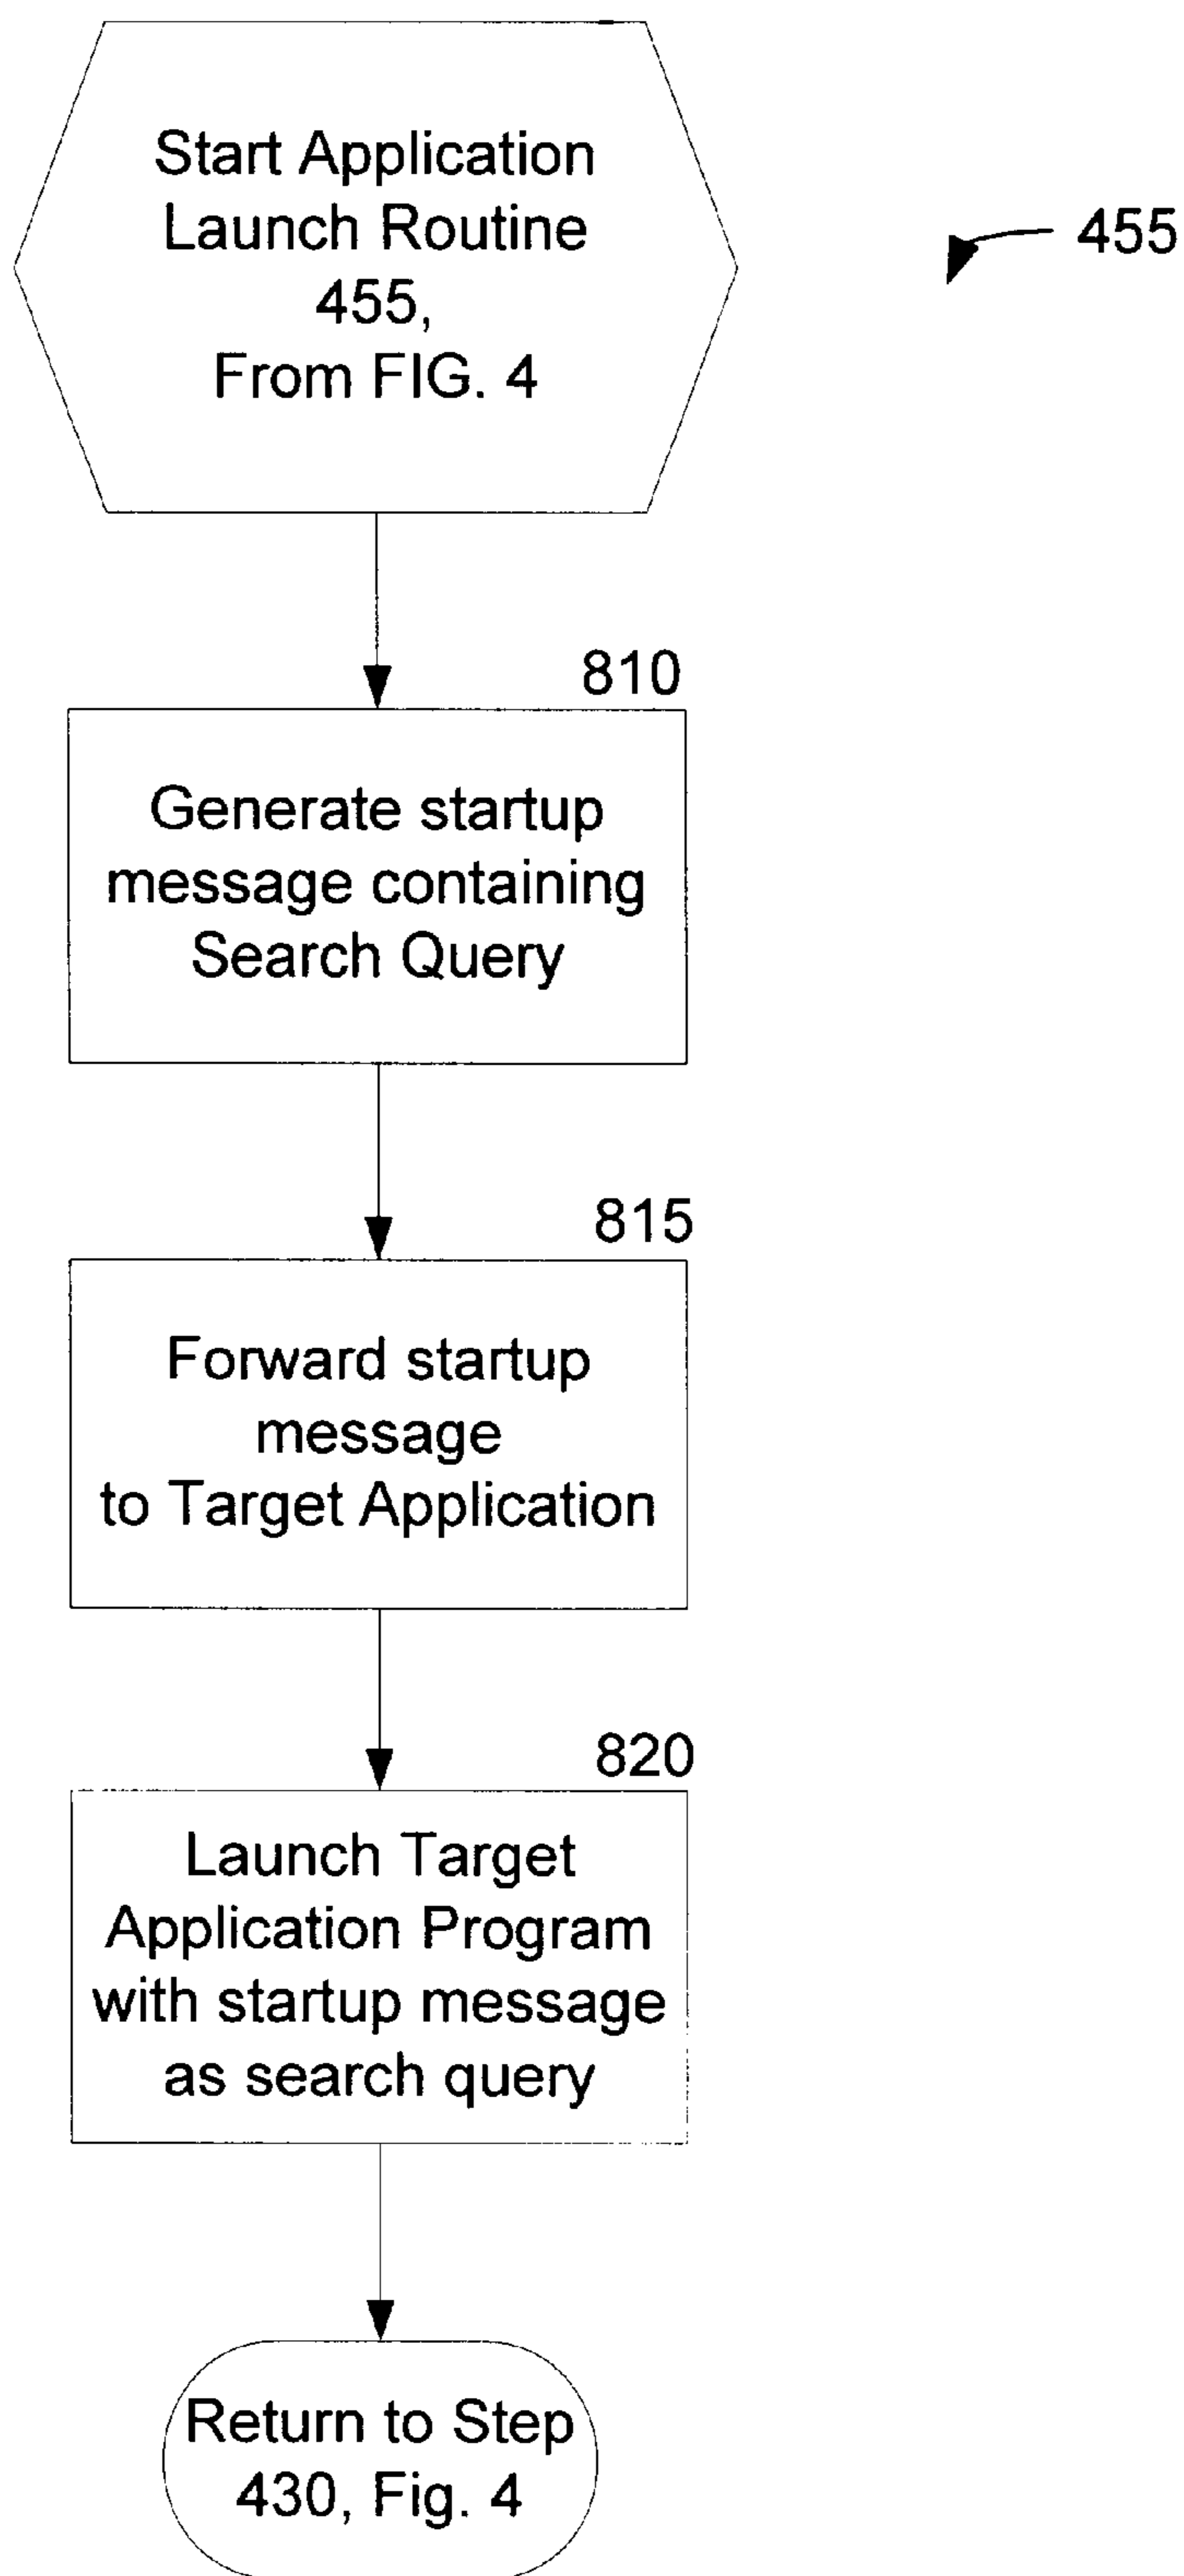 Start Application
Launch Routine
455,
From FIG. 4
455
810
Generate startup
message containing
Search Query
815
Forward startup
message
to Target Application
820
Launch Target
Application Program
with startup message
as search query
Return to Step
430, Fig. 4